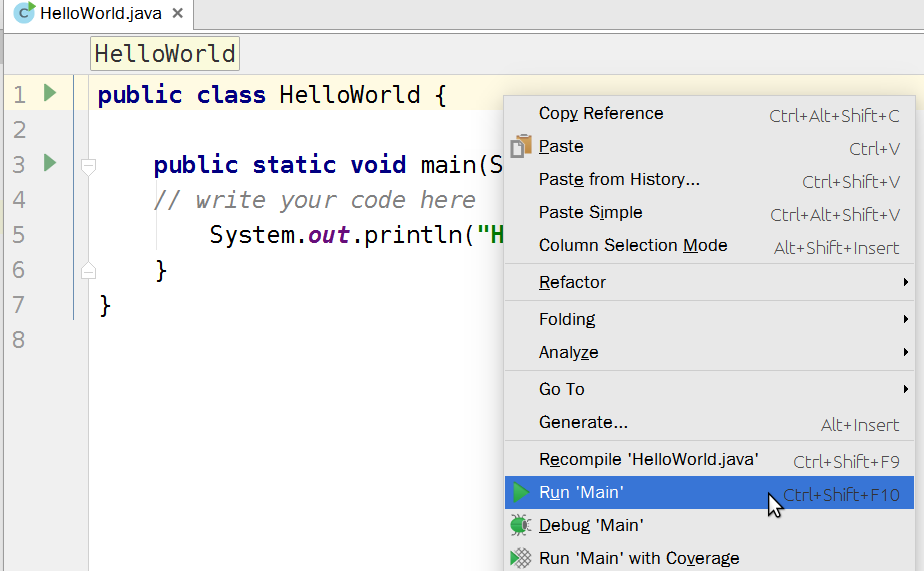 HelloWorld.java
HelloWorld
1 public class HelloWorld {
2
3 public static void main(S
4 // write your code here
5 System.out.println("H
6 }
7 }
8
Copy Reference Ctrl+Alt+Shift+C
Paste Ctrl+V
Paste from History... Ctrl+Shift+V
Paste Simple Ctrl+Alt+Shift+V
Column Selection Mode Alt+Shift+Insert
Refactor
Folding
Analyze
Go To
Generate... Alt+Insert
Recompile 'HelloWorld.java' Ctrl+Shift+F9
Run 'Main' Ctrl+Shift+F10
Debug 'Main'
Run 'Main' with Coverage